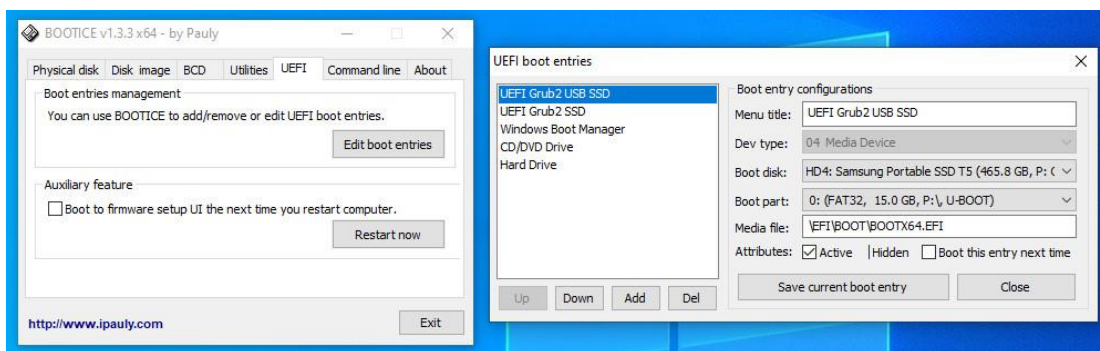 BOOTICE v1.3.3 x64 - by Pauly
Physical disk Disk image BCD Utilities UEFI Command line About
Boot entries management
You can use BOOTICE to add/remove or edit UEFI boot entries.
Edit boot entries
Auxiliary feature
Boot to firmware setup UI the next time you restart computer.
Restart now
http://www.ipauly.com
Exit
UEFI boot entries
UEFI Grub2 USB SSD
UEFI Grub2 SSD
Windows Boot Manager
CD/DVD Drive
Hard Drive
Up Down Add Del
Boot entry configurations
Menu title: UEFI Grub2 USB SSD
Dev type: 04 Media Device
Boot disk: HD4: Samsung Portable SSD T5 (465.8 GB, P: (
Boot part: 0: (FAT32, 15.0 GB, P:\, U-BOOT)
Media file: \EFI\BOOT\BOOTX64.EFI
Attributes: Active Hidden Boot this entry next time
Save current boot entry Close